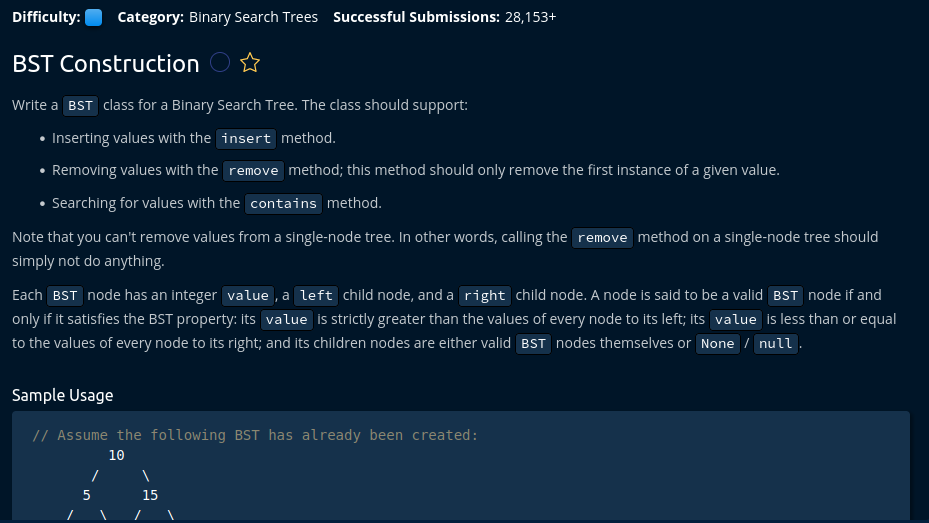 Difficulty: Category: Binary Search Trees Successful Submissions: 28,153+
BST Construction
Write a BST class for a Binary Search Tree. The class should support:
• Inserting values with the insert method.
• Removing values with the remove method; this method should only remove the first instance of a given value.
• Searching for values with the contains method.
Note that you can't remove values from a single-node tree. In other words, calling the remove method on a single-node tree should
simply not do anything.
Each BST node has an integer value, a left child node, and a right child node. A node is said to be a valid BST node if and
only if it satisfies the BST property: its value is strictly greater than the values of every node to its left; its value is less than or equal
to the values of every node to its right; and its children nodes are either valid BST nodes themselves or None / null.
Sample Usage
// Assume the following BST has already been created:
10
/ \
5 15
/ \ / \